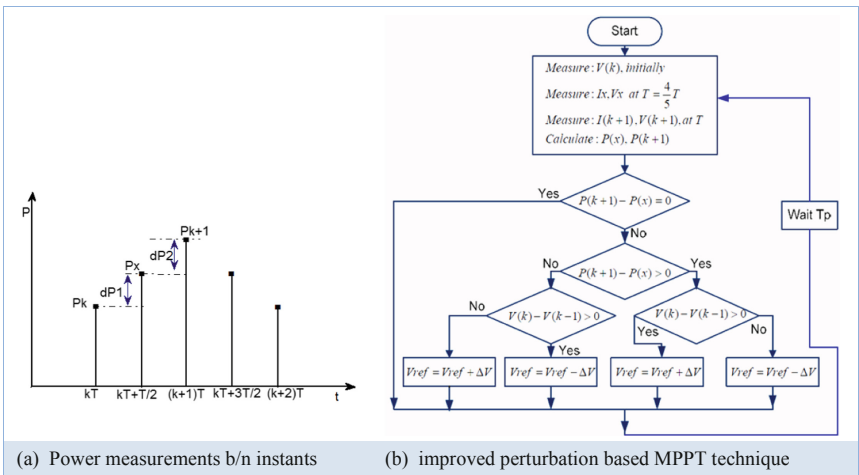 P
Pk+1
dP2
Px
dP1
Pk
kT
kT+T/2
(k+1)T
kT+3T/2
(k+2)T
t
(a) Power measurements b/n instants
Start
Measure : V(k), initially
Measure : Ix,Vx at T = 4/5 T
Measure : I(k+1),V(k+1), at T
Calculate : P(x), P(k+1)
Yes
P(k+1)−P(x) = 0
Wait Tp
No
No
P(k+1)−P(x) > 0
Yes
No
V(k)−V(k−1) > 0
V(k)−V(k−1) > 0
Yes
No
Yes
Vref = Vref + ΔV
Vref = Vref − ΔV
Vref = Vref + ΔV
Vref = Vref − ΔV
(b) improved perturbation based MPPT technique